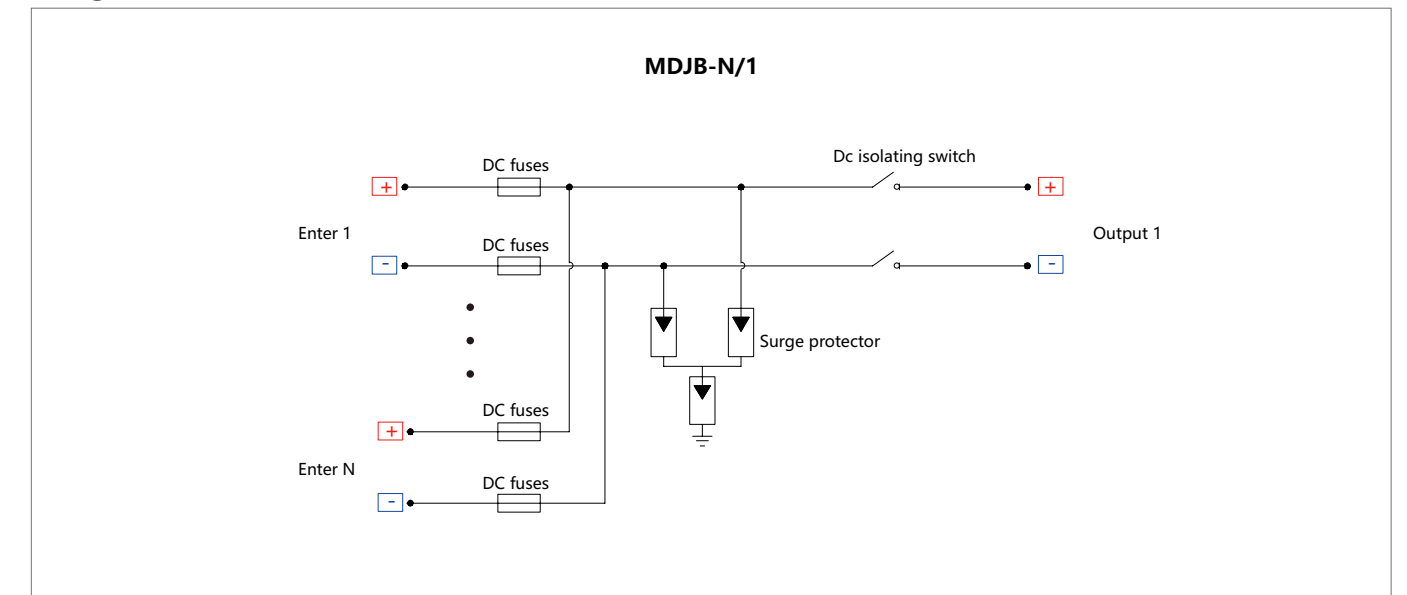 MDJB-N/1
DC fuses
Dc isolating switch
+
+
Enter 1
Output 1
DC fuses
-
-
Surge protector
DC fuses
+
Enter N
DC fuses
-